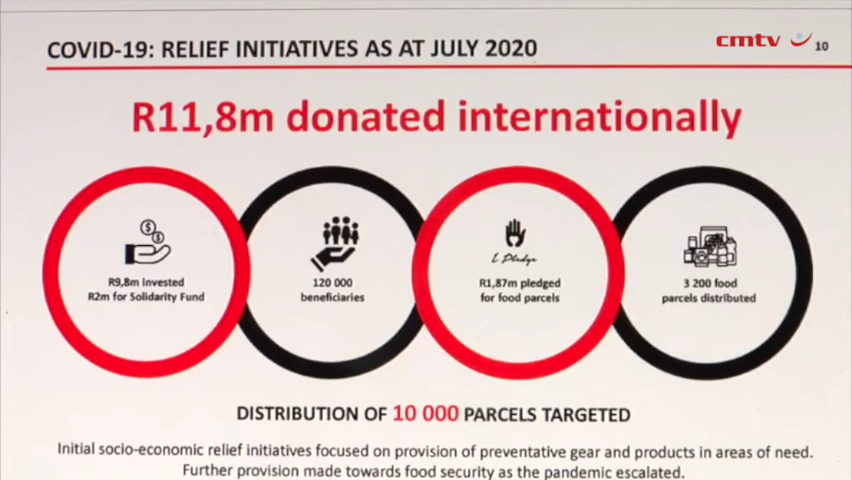 COVID-19: RELIEF INITIATIVES AS AT JULY 2020
cmtv
10
R11,8m donated internationally
R9,8m invested
R2m for Solidarity Fund
120 000
beneficiaries
I Pledge
R1,87m pledged
for food parcels
3 200 food
parcels distributed
DISTRIBUTION OF 10 000 PARCELS TARGETED
Initial socio-economic relief initiatives focused on provision of preventative gear and products in areas of need.
Further provision made towards food security as the pandemic escalated.